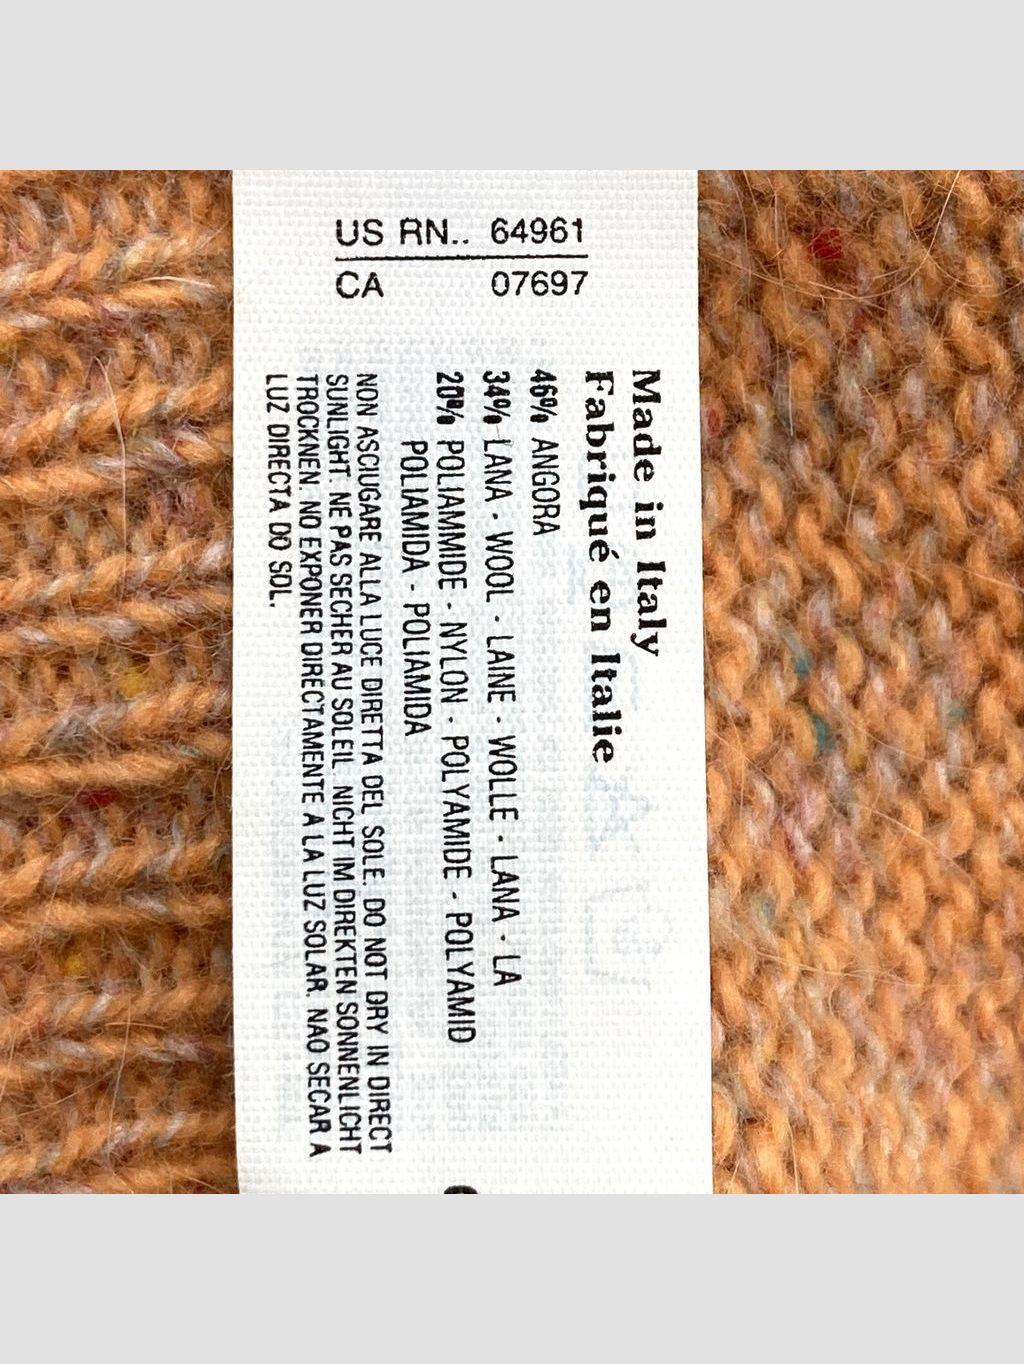 US RN.. 64961
CA 07697
Made in Italy
Fabriqué en Italie
46% ANGORA
34% LANA - WOOL - LAINE - WOLLE - LANA - LA
20% POLIAMMIDE - NYLON - POLYAMIDE - POLYAMID
POLIAMIDA - POLIAMIDA
NON ASCIUGARE ALLA LUCE DIRETTA DEL SOLE. DO NOT DRY IN DIRECT
SUNLIGHT. NE PAS SECHER AU SOLEIL. NICHT IM DIREKTEN SONNENLICHT
TROCKNEN. NO EXPONER DIRECTAMENTE A LA LUZ SOLAR. NAO SECAR A
LUZ DIRECTA DO SOL.